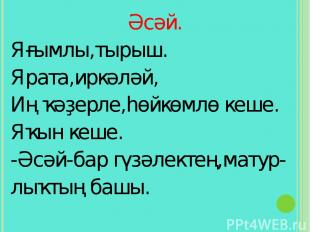 Әсәй.
Яғымлы,тырыш.
Ярата,иркәләй,
Иң ҡәҙерле,һөйкөмлө кеше.
Яҡын кеше.
-Әсәй-бар гүзәлектең,матур-
лыҡтың башы.
PPt4WEB.ru